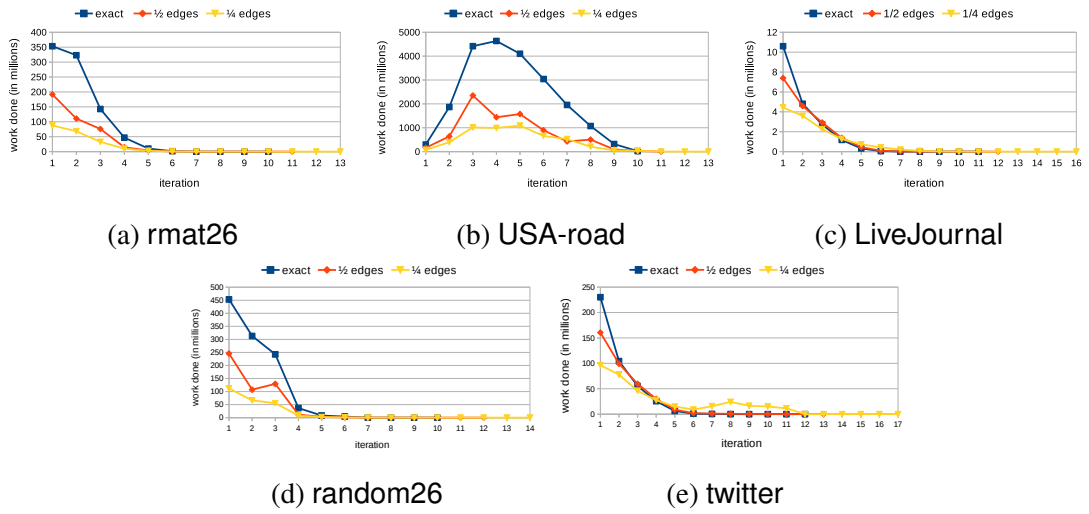 exact ½ edges ¼ edges
work done (in millions)
400
350
300
250
200
150
100
50
0
1 2 3 4 5 6 7 8 9 10 11 12 13
iteration
(a) rmat26
exact ½ edges ¼ edges
work done (in millions)
5000
4000
3000
2000
1000
0
1 2 3 4 5 6 7 8 9 10 11 12 13
iteration
(b) USA-road
exact 1/2 edges 1/4 edges
work done (in millions)
12
10
8
6
4
2
0
1 2 3 4 5 6 7 8 9 10 11 12 13 14 15 16
iteration
(c) LiveJournal
exact ½ edges ¼ edges
work done (in millions)
500
450
400
350
300
250
200
150
100
50
0
1 2 3 4 5 6 7 8 9 10 11 12 13 14
iteration
(d) random26
exact ½ edges ¼ edges
work done (in millions)
250
200
150
100
50
0
1 2 3 4 5 6 7 8 9 10 11 12 13 14 15 16 17
iteration
(e) twitter